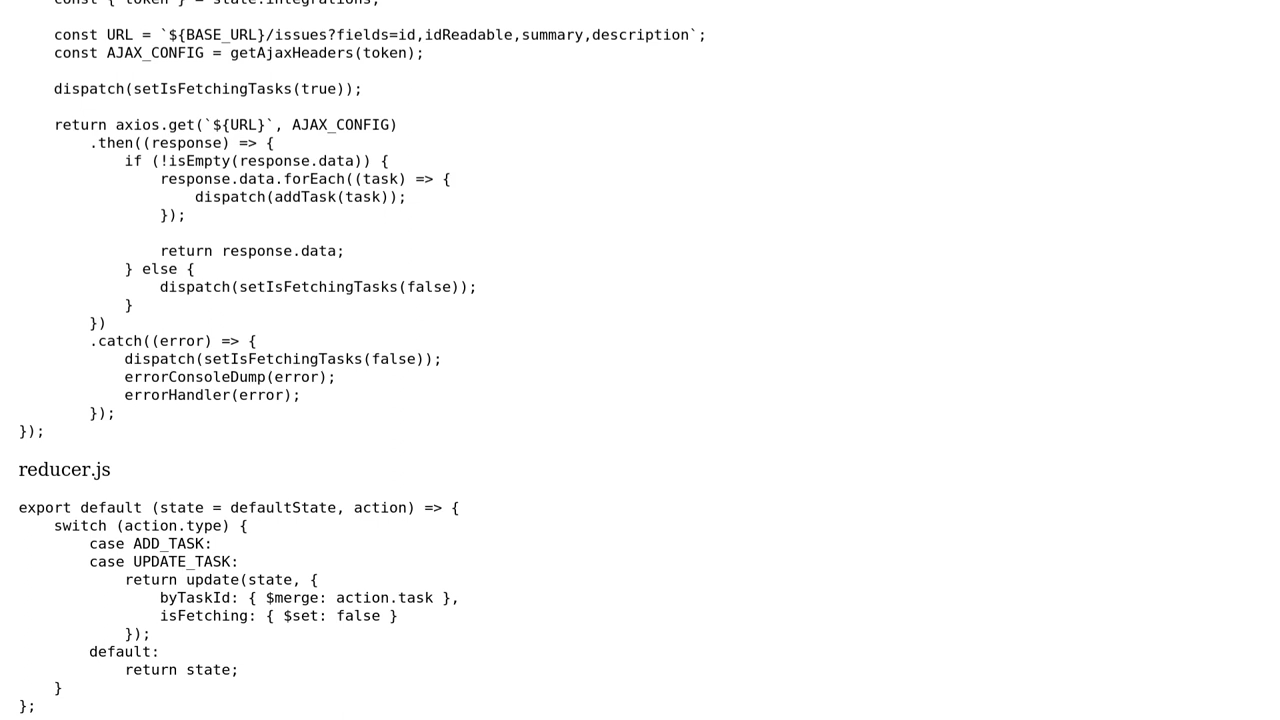 const { token } = state.integrations;
const URL = `${BASE_URL}/issues?fields=id,idReadable,summary,description`;
const AJAX_CONFIG = getAjaxHeaders(token);
dispatch(setIsFetchingTasks(true));
return axios.get(`${URL}`, AJAX_CONFIG)
.then((response) => {
if (!isEmpty(response.data)) {
response.data.forEach((task) => {
dispatch(addTask(task));
});
return response.data;
} else {
dispatch(setIsFetchingTasks(false));
}
})
.catch((error) => {
dispatch(setIsFetchingTasks(false));
errorConsoleDump(error);
errorHandler(error);
});
});
reducer.js
export default (state = defaultState, action) => {
switch (action.type) {
case ADD_TASK:
case UPDATE_TASK:
return update(state, {
byTaskId: { $merge: action.task },
isFetching: { $set: false }
});
default:
return state;
}
};